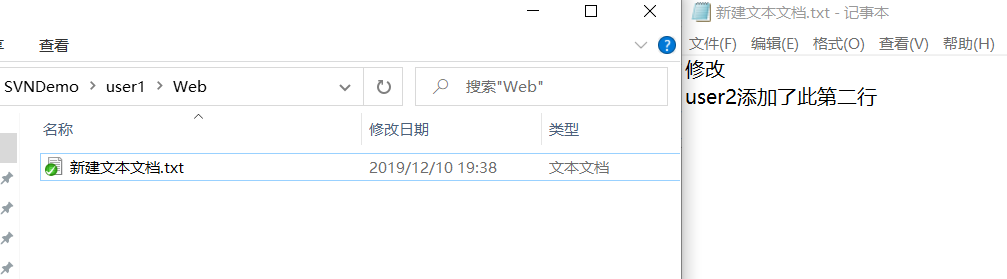 查看
SVNDemo > user1 > Web
搜索"Web"
名称
修改日期
类型
新建文本文档.txt
2019/12/10 19:38
文本文档
新建文本文档.txt - 记事本
文件(F) 编辑(E) 格式(O) 查看(V) 帮助(H)
修改
user2添加了此第二行